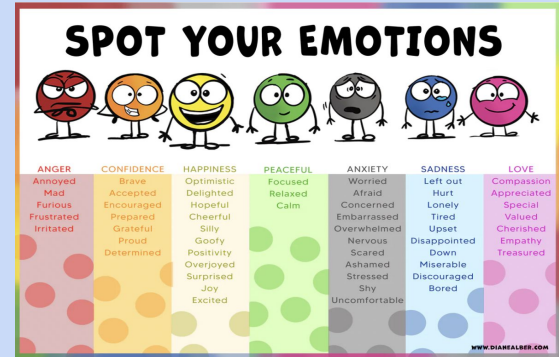 SPOT YOUR EMOTIONS
ANGER
Annoyed
Mad
Furious
Frustrated
Irritated
CONFIDENCE
Brave
Accepted
Encouraged
Prepared
Grateful
Proud
Determined
HAPPINESS
Optimistic
Delighted
Hopeful
Cheerful
Silly
Goofy
Positivity
Overjoyed
Surprised
Joy
Excited
PEACEFUL
Focused
Relaxed
Calm
ANXIETY
Worried
Afraid
Concerned
Embarrassed
Overwhelmed
Nervous
Scared
Ashamed
Stressed
Shy
Uncomfortable
SADNESS
Left out
Hurt
Lonely
Tired
Upset
Disappointed
Down
Miserable
Discouraged
Bored
LOVE
Compassion
Appreciated
Special
Valued
Cherished
Empathy
Treasured
WWW.DIANEALBER.COM